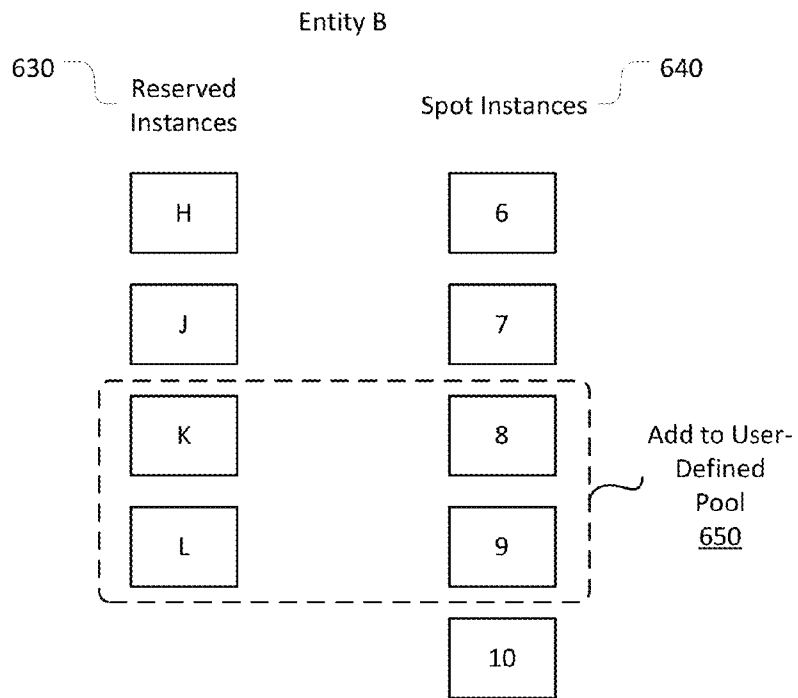 Entity B
630
Reserved
Instances
Spot Instances
640
H
6
J
7
K
8
Add to User-
Defined
Pool
650
L
9
10